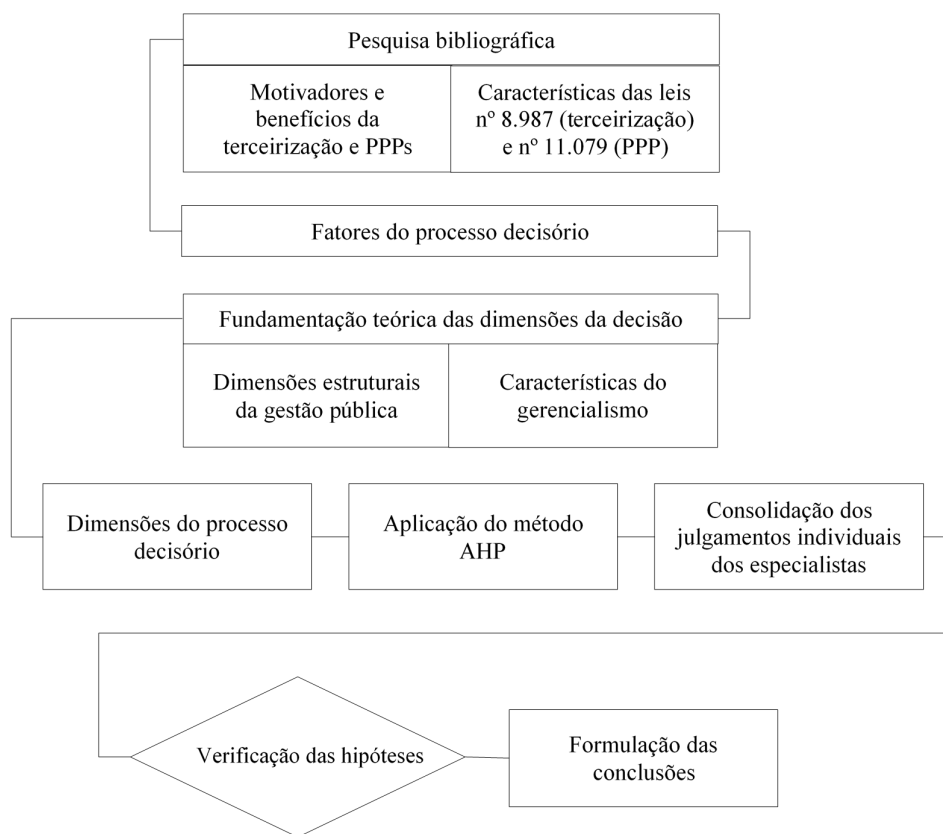 Pesquisa bibliográfica
Motivadores e
benefícios da
terceirização e PPPs
Características das leis
nº 8.987 (terceirização)
e nº 11.079 (PPP)
Fatores do processo decisório
Fundamentação teórica das dimensões da decisão
Dimensões estruturais
da gestão pública
Características do
gerencialismo
Dimensões do processo
decisório
Aplicação do método
AHP
Consolidação dos
julgamentos individuais
dos especialistas
Verificação das hipóteses
Formulação das
conclusões